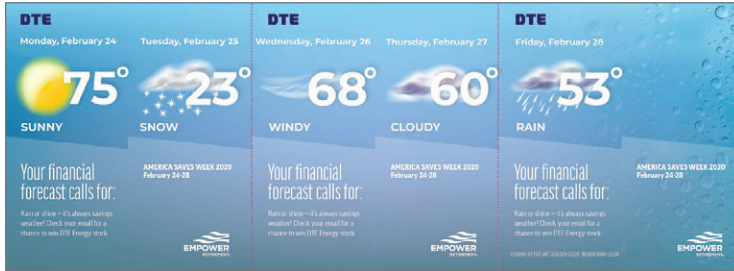 DTE
Monday, February 24
75°
SUNNY
Tuesday, February 25
23°
SNOW
Your financial
forecast calls for:
Rain or shine – it's always savings
weather! Check your email for a
chance to win DTE Energy stock
AMERICA SAVES WEEK 2020
February 24-28
EMPOWER
RETIREMENT
DTE
Wednesday, February 26
68°
WINDY
Thursday, February 27
60°
CLOUDY
Your financial
forecast calls for:
Rain or shine – it's always savings
weather! Check your email for a
chance to win DTE Energy stock
AMERICA SAVES WEEK 2020
February 24-28
EMPOWER
RETIREMENT
DTE
Friday, February 28
53°
RAIN
Your financial
forecast calls for:
Rain or shine – it's always savings
weather! Check your email for a
chance to win DTE Energy stock
AMERICA SAVES WEEK 2020
February 24-28
EMPOWER
RETIREMENT